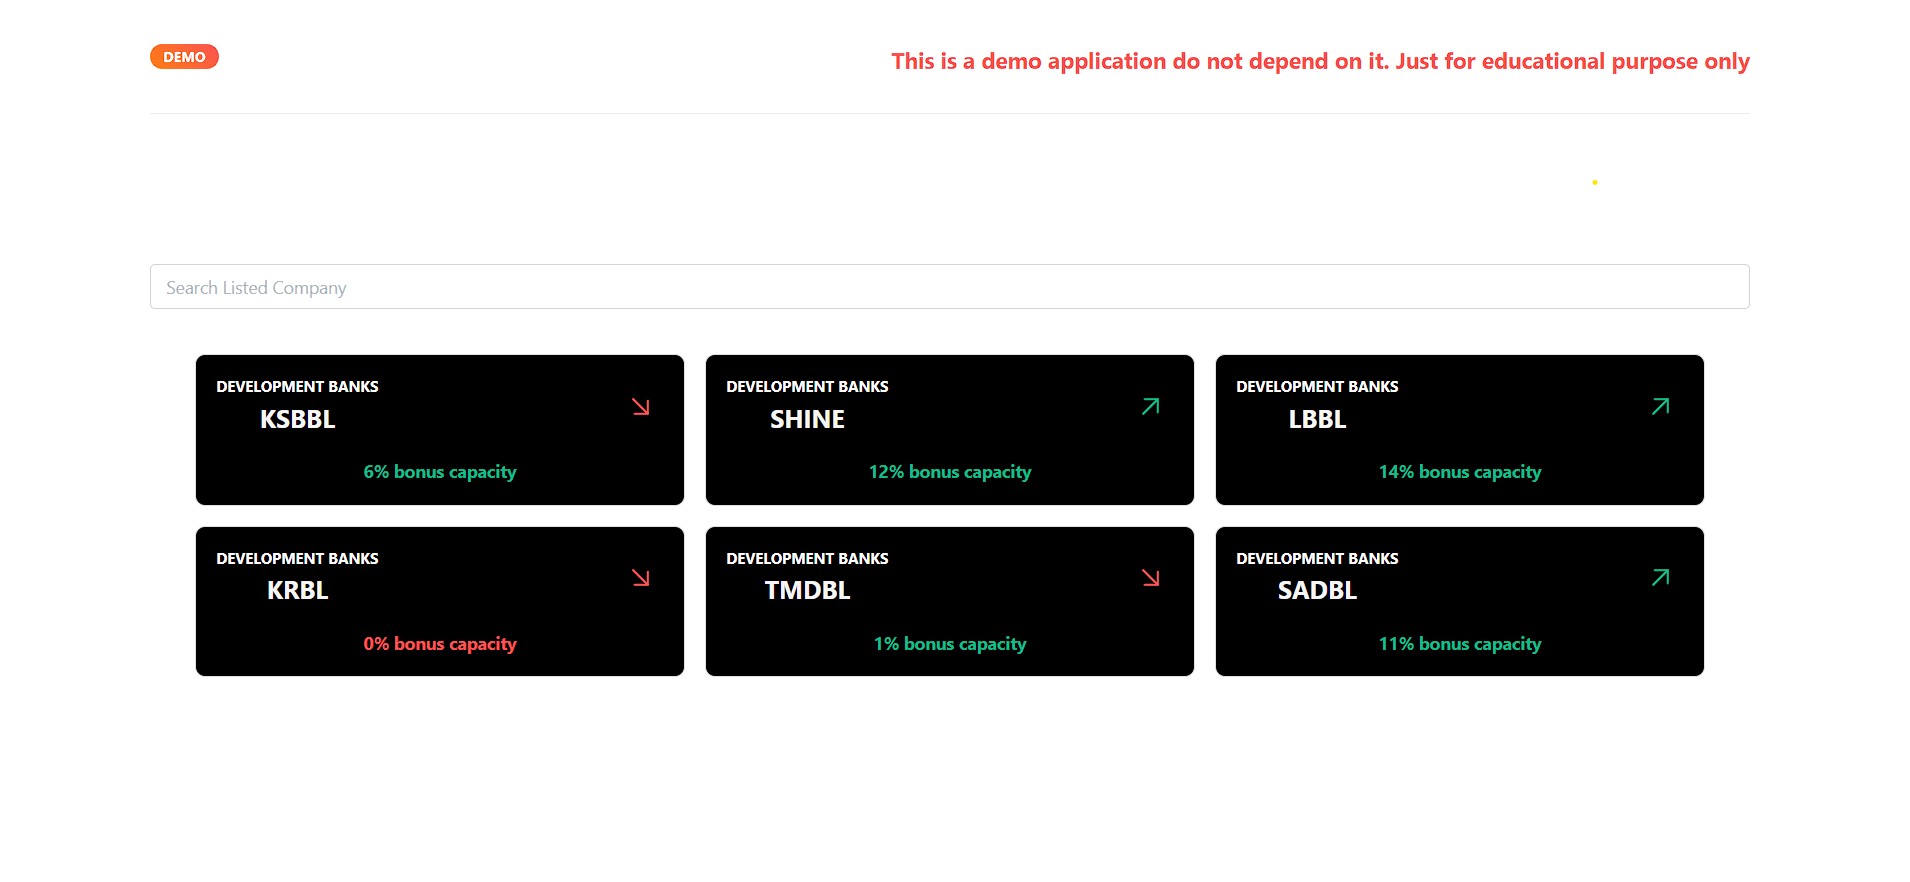 DEMO
This is a demo application do not depend on it. Just for educational purpose only
Search Listed Company
DEVELOPMENT BANKS
KSBBL
6% bonus capacity
DEVELOPMENT BANKS
SHINE
12% bonus capacity
DEVELOPMENT BANKS
LBBL
14% bonus capacity
DEVELOPMENT BANKS
KRBL
0% bonus capacity
DEVELOPMENT BANKS
TMDBL
1% bonus capacity
DEVELOPMENT BANKS
SADBL
11% bonus capacity